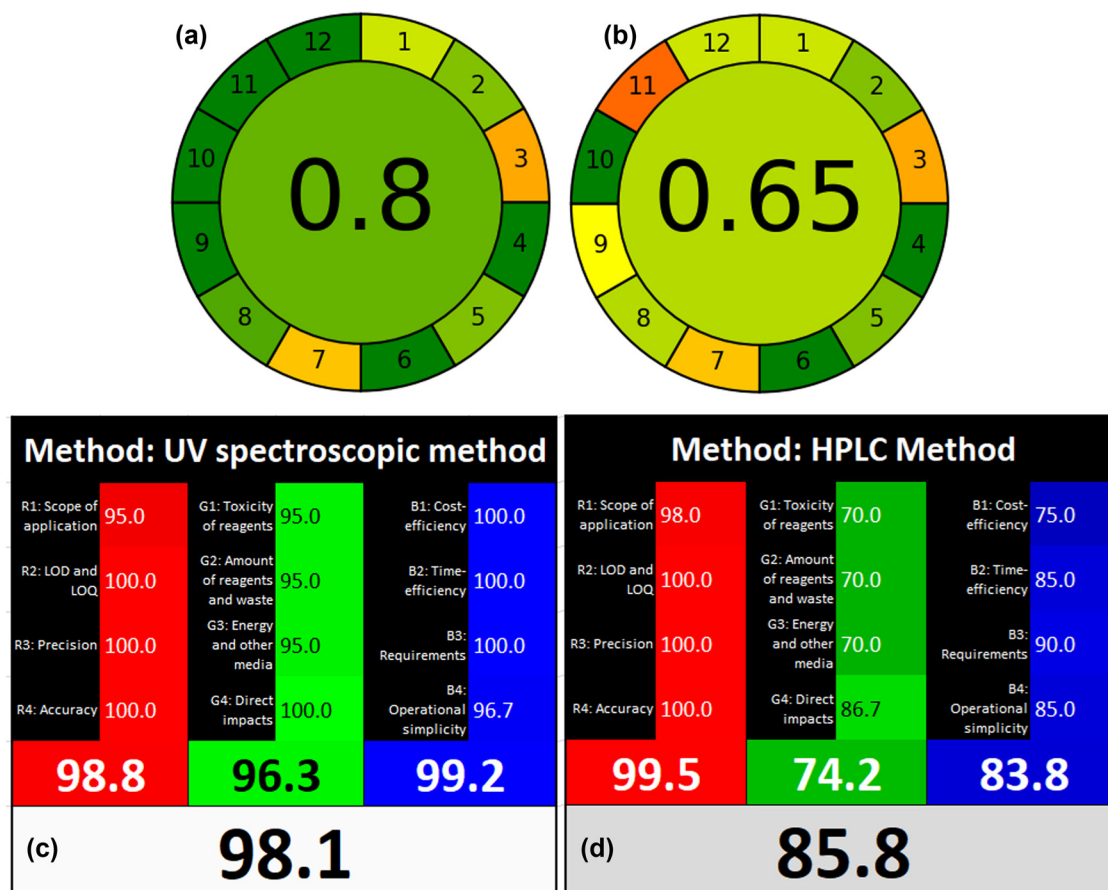 (a)
12
1
2
3
4
5
6
7
8
9
10
11
0.8
(b)
12
1
2
3
4
5
6
7
8
9
10
11
0.65
Method: UV spectroscopic method
R1: Scope of
application
95.0
G1: Toxicity
of reagents
95.0
B1: Cost-
efficiency
100.0
R2: LOD and
LOQ
100.0
G2: Amount
of reagents
and waste
95.0
B2: Time-
efficiency
100.0
R3: Precision
100.0
G3: Energy
and other
media
95.0
B3:
Requirements
100.0
R4: Accuracy
100.0
G4: Direct
impacts
100.0
B4:
Operational
simplicity
96.7
98.8
96.3
99.2
(c)
98.1
Method: HPLC Method
R1: Scope of
application
98.0
G1: Toxicity
of reagents
70.0
B1: Cost-
efficiency
75.0
R2: LOD and
LOQ
100.0
G2: Amount
of reagents
and waste
70.0
B2: Time-
efficiency
85.0
R3: Precision
100.0
G3: Energy
and other
media
70.0
B3:
Requirements
90.0
R4: Accuracy
100.0
G4: Direct
impacts
86.7
B4:
Operational
simplicity
85.0
99.5
74.2
83.8
(d)
85.8